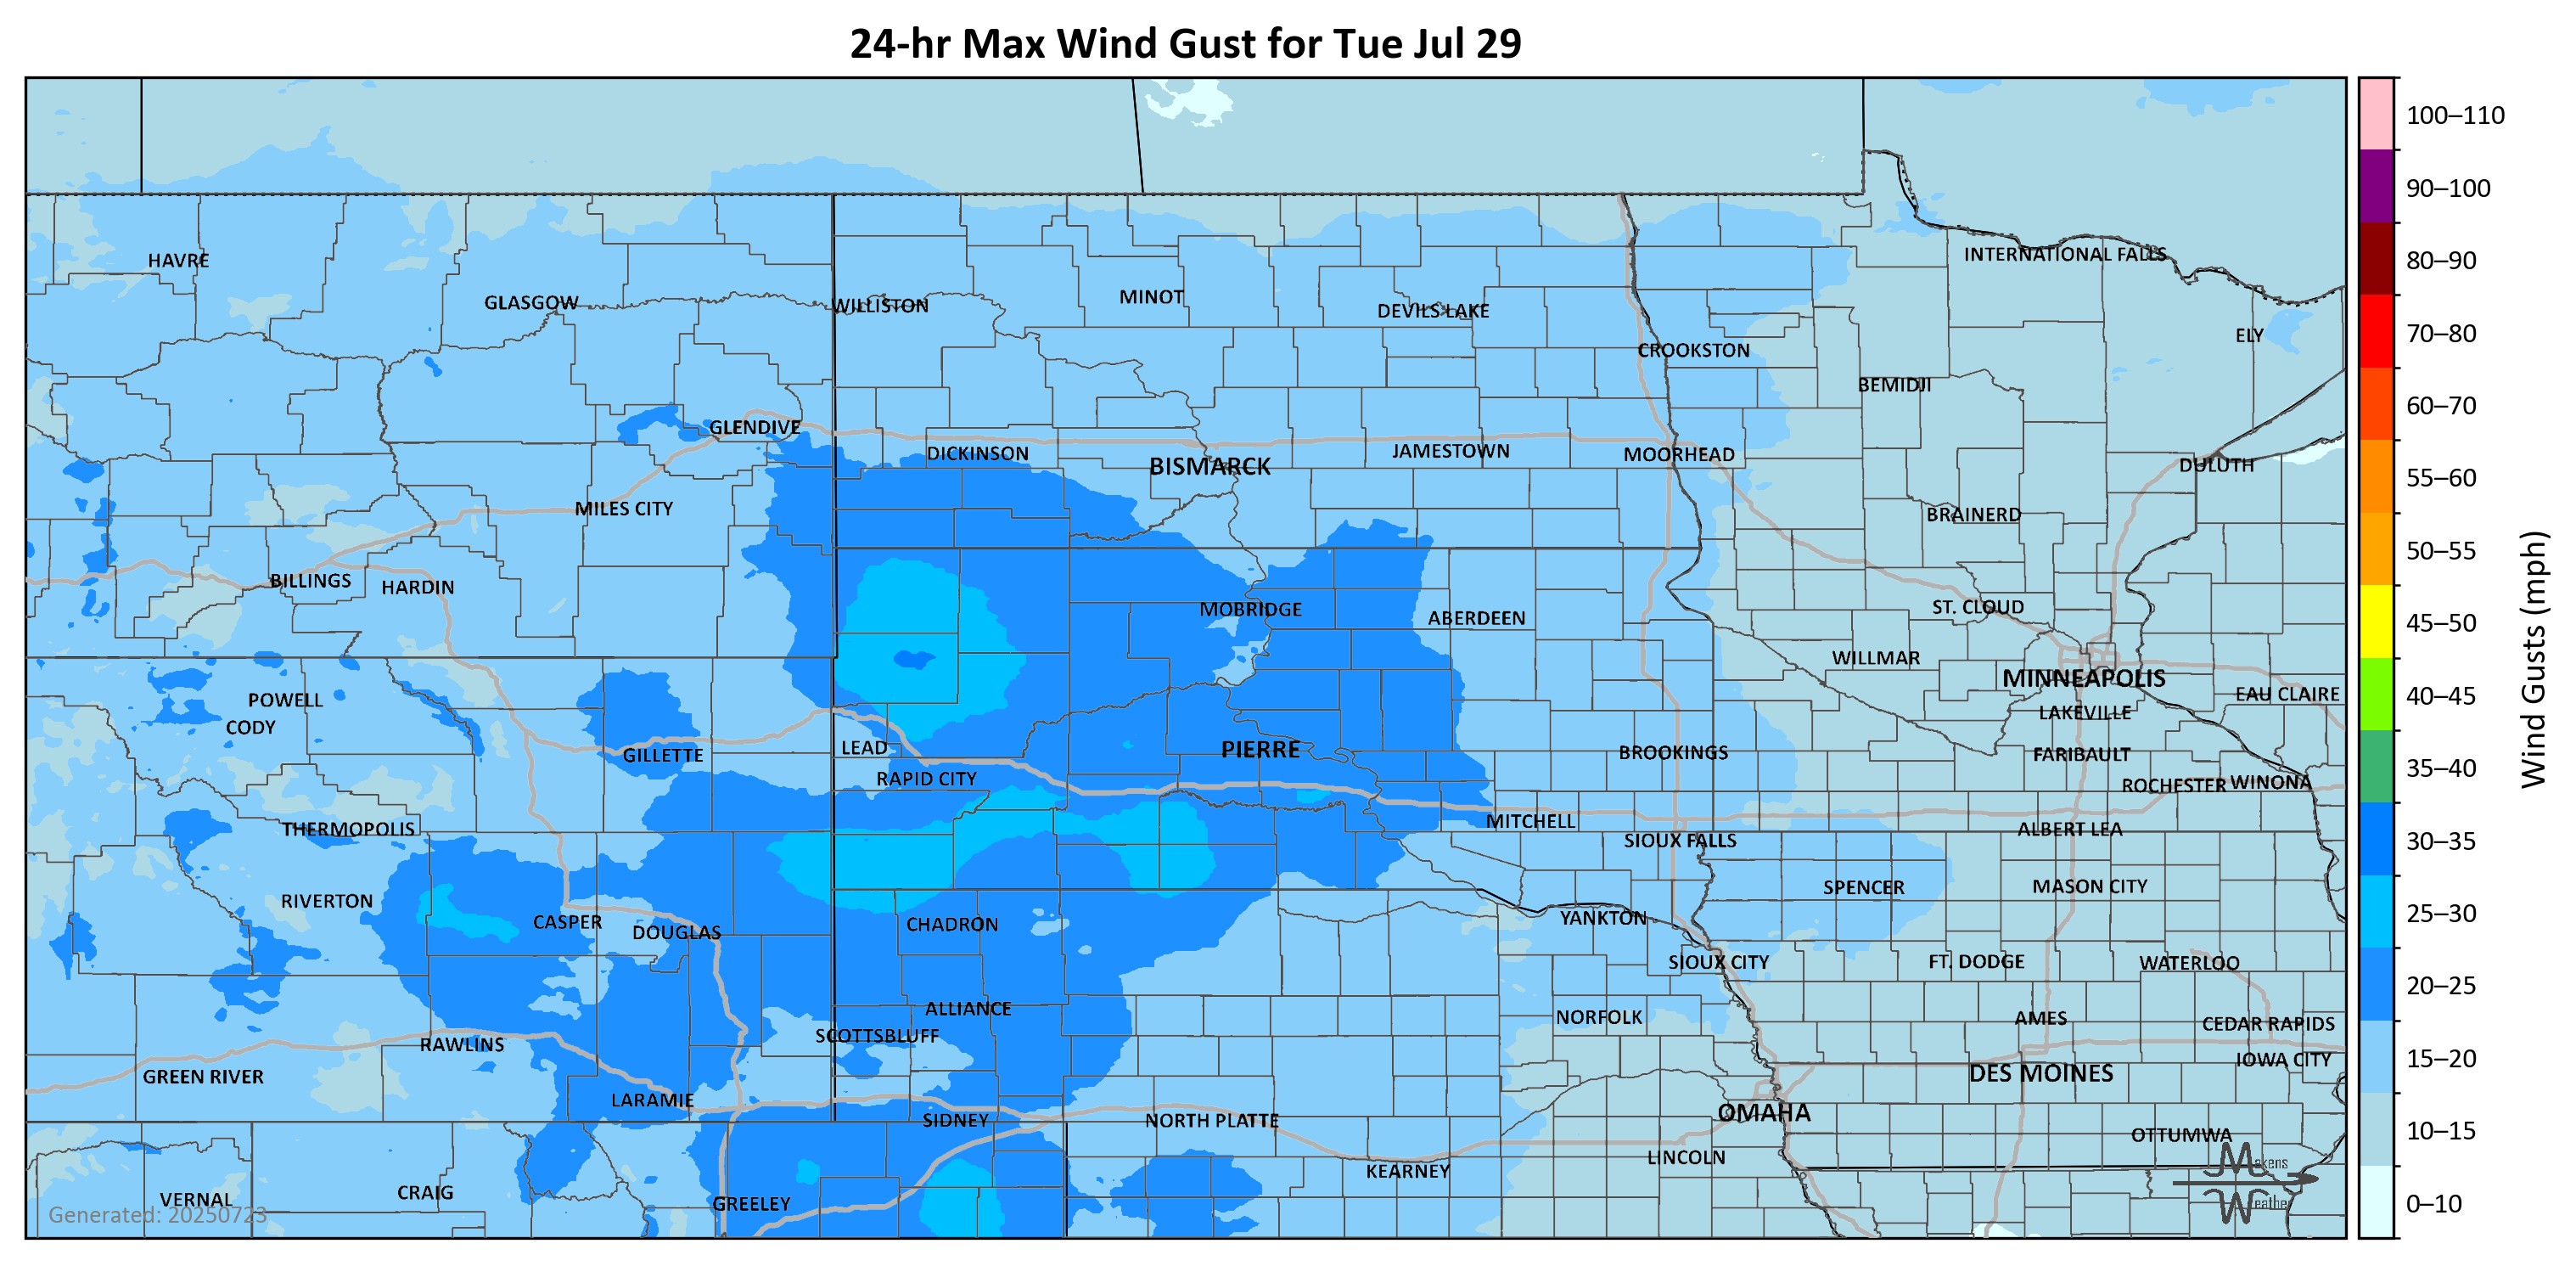 24-hr Max Wind Gust for Tue Jul 29
100–110
90–100
80–90
70–80
60–70
55–60
50–55
45–50
40–45
35–40
30–35
25–30
20–25
15–20
10–15
0–10
Wind Gusts (mph)
HAVRE
INTERNATIONAL FALLS
GLASGOW
WILLISTON
MINOT
DEVILS LAKE
ELY
CROOKSTON
BEMIDJI
GLENDIVE
DICKINSON
BISMARCK
JAMESTOWN
MOORHEAD
DULUTH
MILES CITY
BRAINERD
BILLINGS
HARDIN
MOBRIDGE
ABERDEEN
ST. CLOUD
WILLMAR
MINNEAPOLIS
POWELL
EAU CLAIRE
CODY
LAKEVILLE
GILLETTE
LEAD
PIERRE
BROOKINGS
FARIBAULT
RAPID CITY
ROCHESTER
WINONA
THERMOPOLIS
MITCHELL
SIOUX FALLS
ALBERT LEA
RIVERTON
SPENCER
MASON CITY
CASPER
DOUGLAS
CHADRON
YANKTON
SIOUX CITY
FT. DODGE
WATERLOO
ALLIANCE
NORFOLK
AMES
CEDAR RAPIDS
RAWLINS
SCOTTSBLUFF
IOWA CITY
GREEN RIVER
DES MOINES
LARAMIE
SIDNEY
NORTH PLATTE
OMAHA
OTTUMWA
KEARNEY
LINCOLN
VERNAL
CRAIG
GREELEY
Generated: 20250723
Makens
Weather